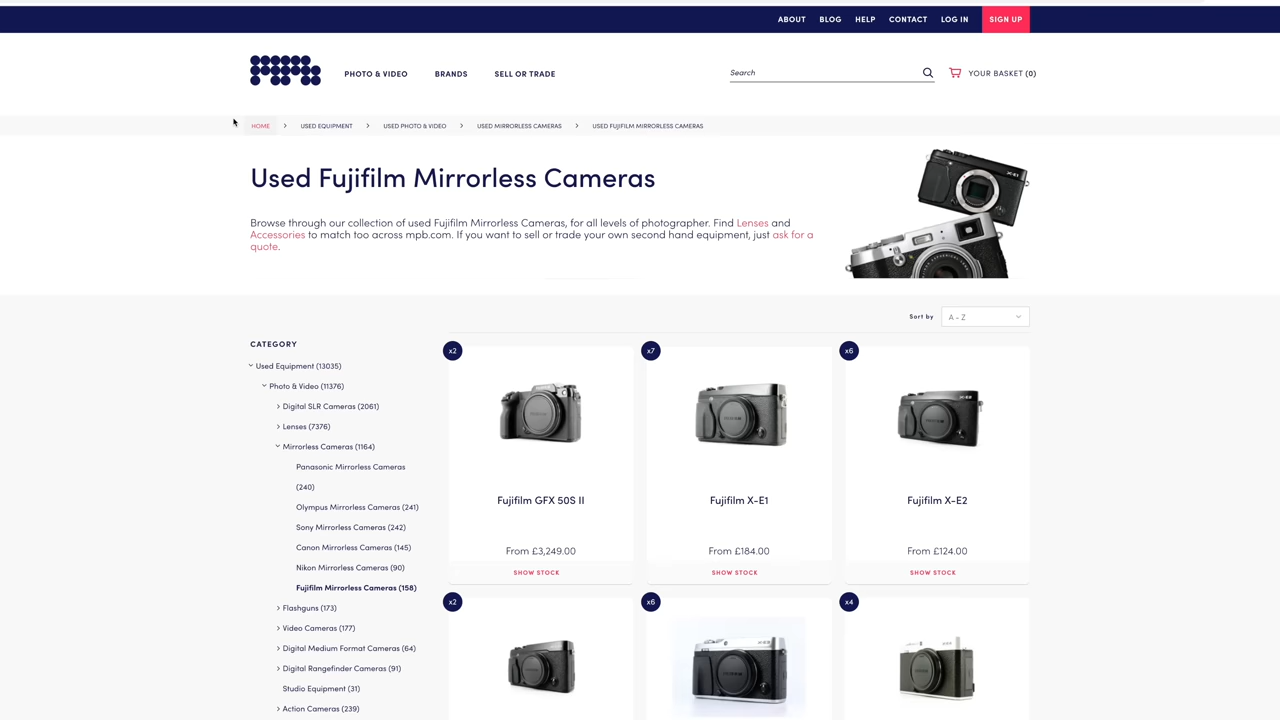 ABOUT BLOG HELP CONTACT LOG IN SIGN UP
PHOTO & VIDEO BRANDS SELL OR TRADE Search YOUR BASKET (0)
HOME > USED EQUIPMENT > USED PHOTO & VIDEO > USED MIRRORLESS CAMERAS > USED FUJIFILM MIRRORLESS CAMERAS
Used Fujifilm Mirrorless Cameras
Browse through our collection of used Fujifilm Mirrorless Cameras, for all levels of photographer. Find Lenses and
Accessories to match too across mpb.com. If you want to sell or trade your own second hand equipment, just ask for a
quote.
Sort by A - Z
CATEGORY
Used Equipment (13035)
Photo & Video (11376)
Digital SLR Cameras (2061)
Lenses (7376)
Mirrorless Cameras (1164)
Panasonic Mirrorless Cameras
(240)
Olympus Mirrorless Cameras (241)
Sony Mirrorless Cameras (242)
Canon Mirrorless Cameras (145)
Nikon Mirrorless Cameras (90)
Fujifilm Mirrorless Cameras (158)
Flashguns (173)
Video Cameras (177)
Digital Medium Format Cameras (64)
Digital Rangefinder Cameras (91)
Studio Equipment (31)
Action Cameras (239)
x2
Fujifilm GFX 50S II
From £3,249.00
SHOW STOCK
x7
Fujifilm X-E1
From £184.00
SHOW STOCK
x6
Fujifilm X-E2
From £124.00
SHOW STOCK
x2
x6
x4